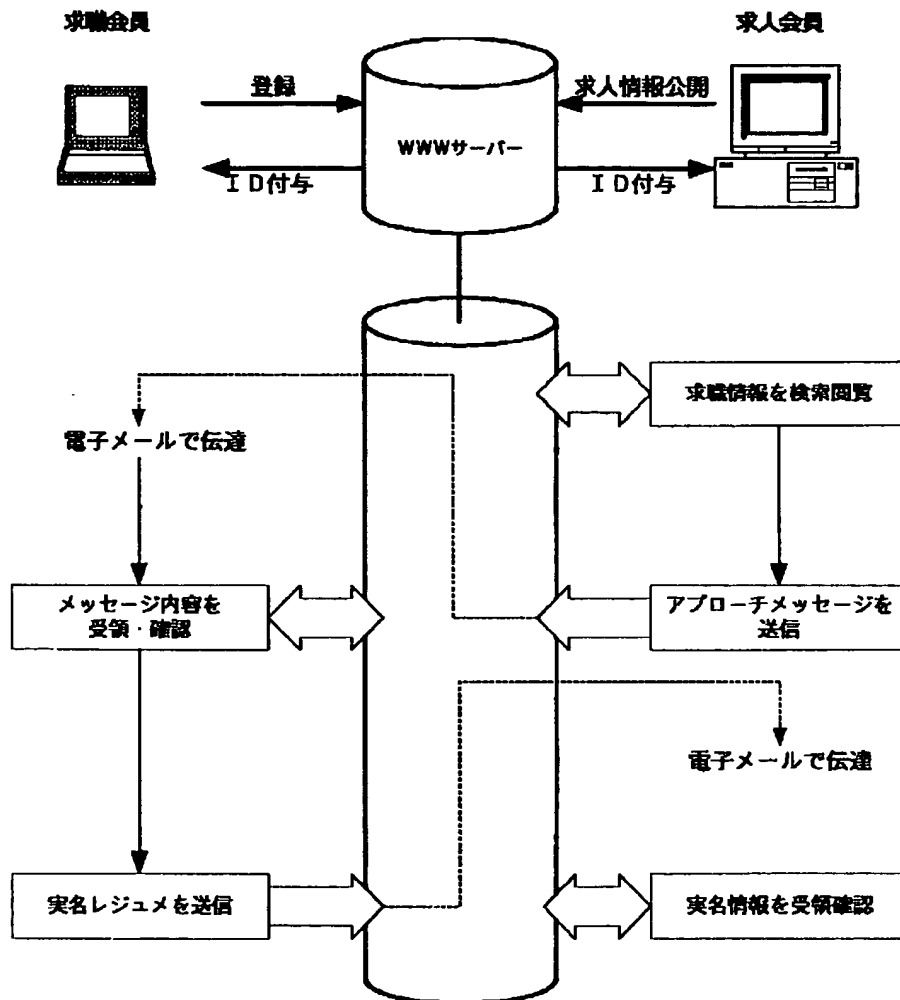 求職会員
求人会員
登録
求人情報公開
WWWサーバー
ID付与
ID付与
求職情報を検索閲覧
電子メールで伝達
メッセージ内容を
受領・確認
アプローチメッセージを
送信
電子メールで伝達
実名レジュメを送信
実名情報を受領確認